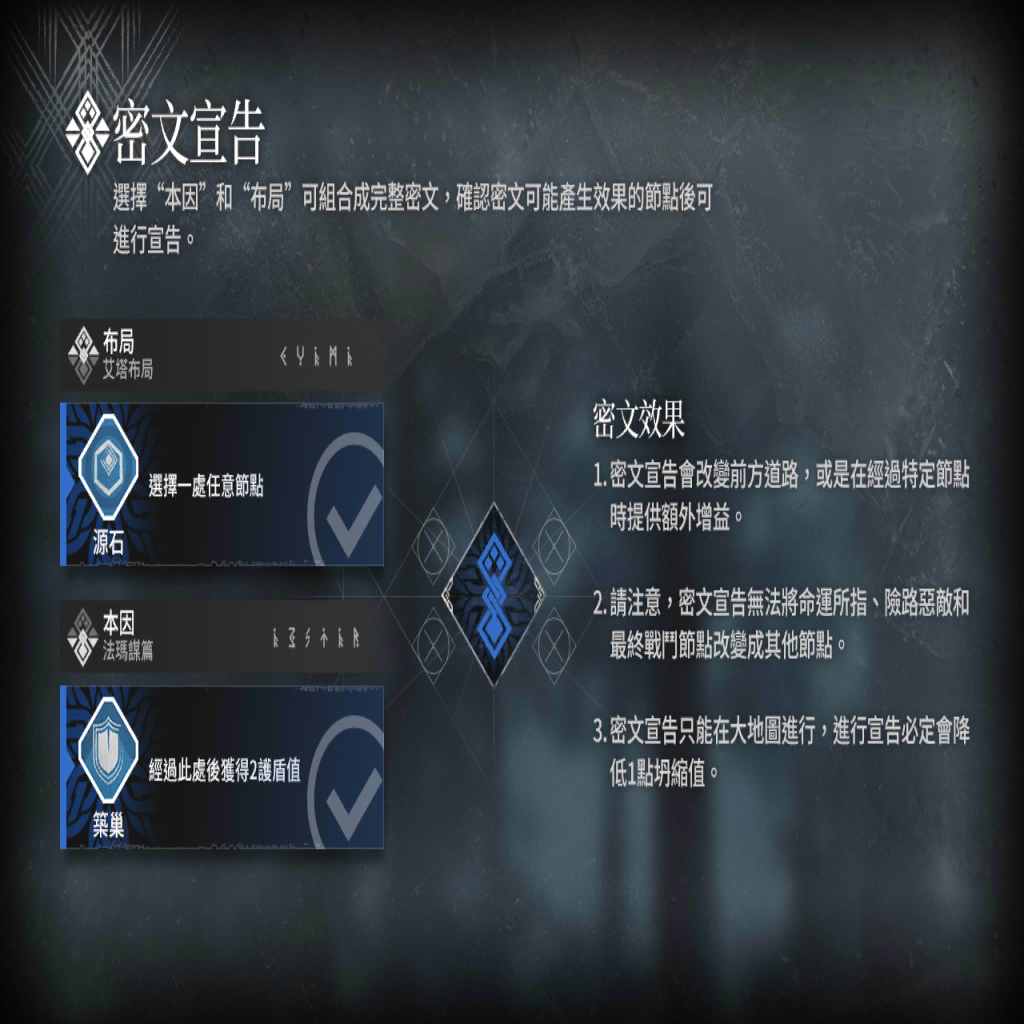 密文宣告
選擇“本因”和“布局”可組合成完整密文，確認密文可能產生效果的節點後可
進行宣告。
布局
艾塔布局
選擇一處任意節點
源石
本因
法瑪謀篇
經過此處後獲得2護盾值
築巢
密文效果
1.密文宣告會改變前方道路，或是在經過特定節點
時提供額外增益。
2.請注意，密文宣告無法將命運所指、險路惡敵和
最終戰鬥節點改變成其他節點。
3.密文宣告只能在大地圖進行，進行宣告必定會降
低1點坍縮值。